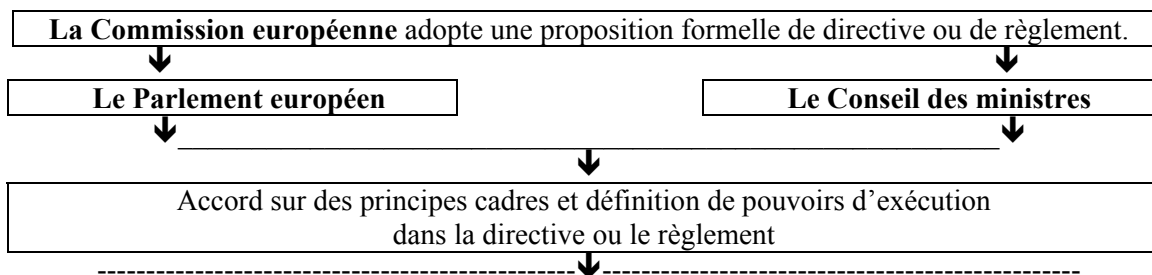 La Commission européenne adopte une proposition formelle de directive ou de règlement.
Le Parlement européen
Le Conseil des ministres
Accord sur des principes cadres et définition de pouvoirs d'exécution
dans la directive ou le règlement